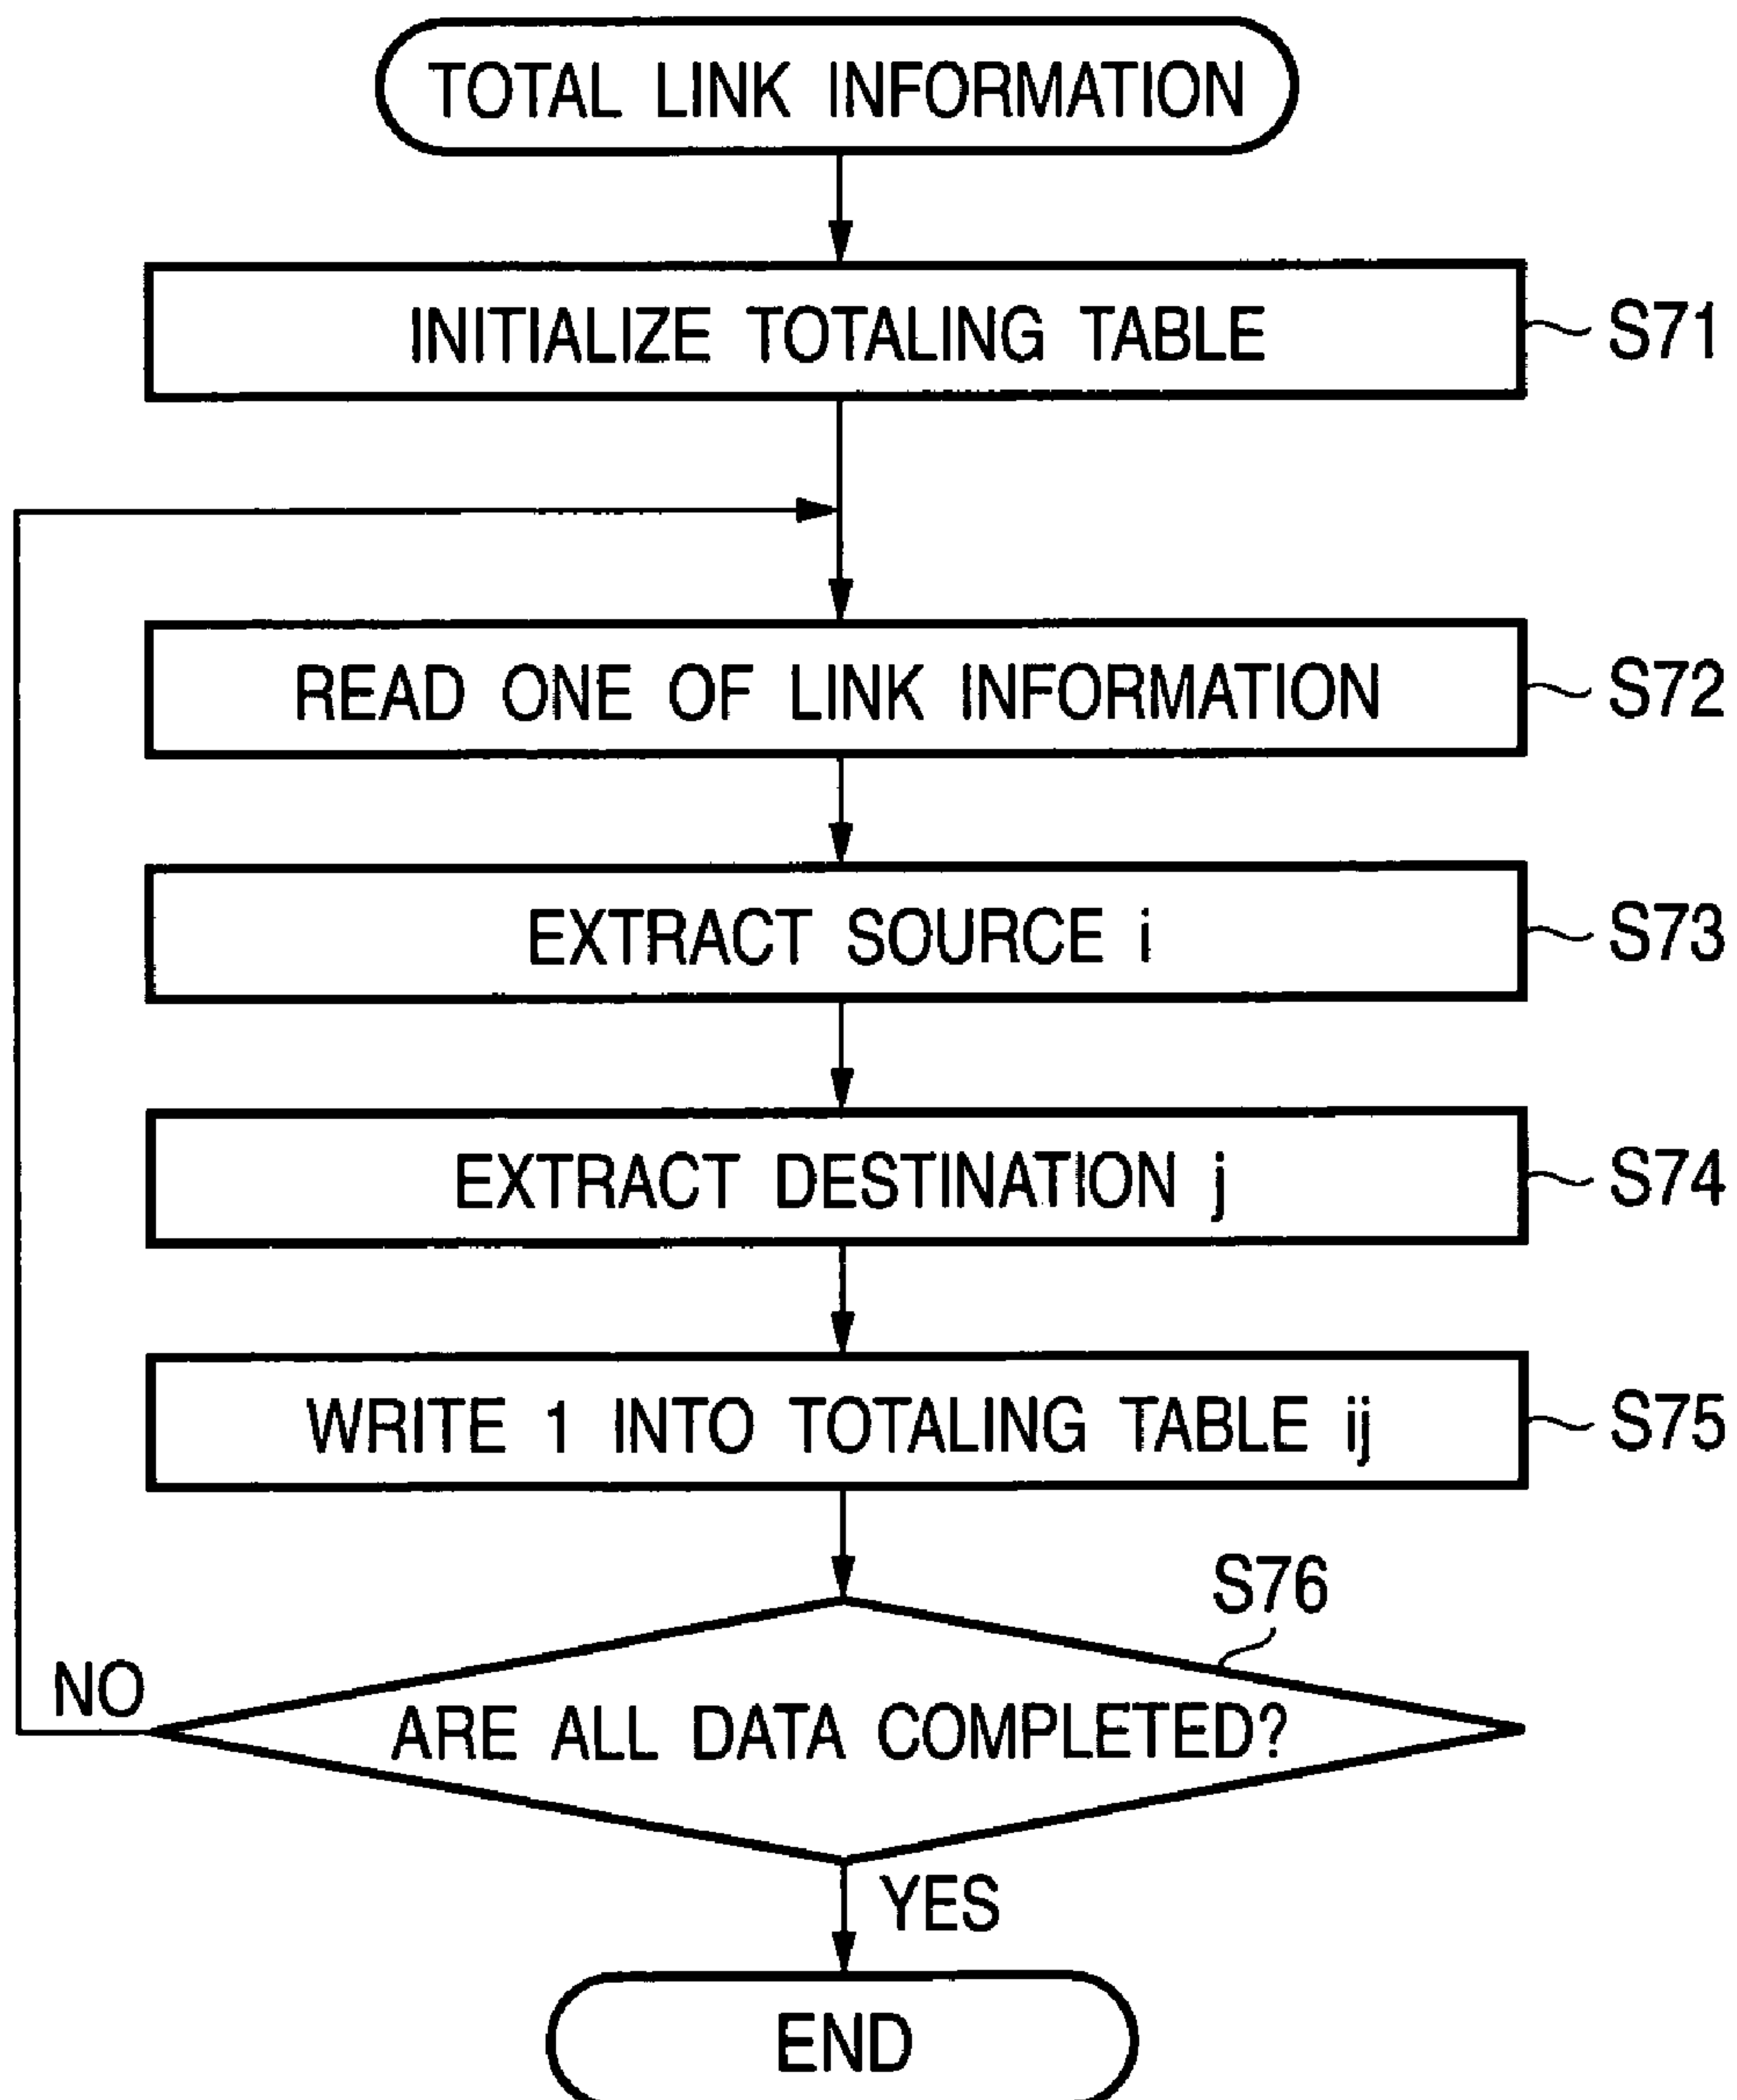 TOTAL LINK INFORMATION
INITIALIZE TOTALING TABLE
S71
READ ONE OF LINK INFORMATION
S72
EXTRACT SOURCE i
S73
EXTRACT DESTINATION j
S74
WRITE 1 INTO TOTALING TABLE ij
S75
S76
NO
ARE ALL DATA COMPLETED?
YES
END